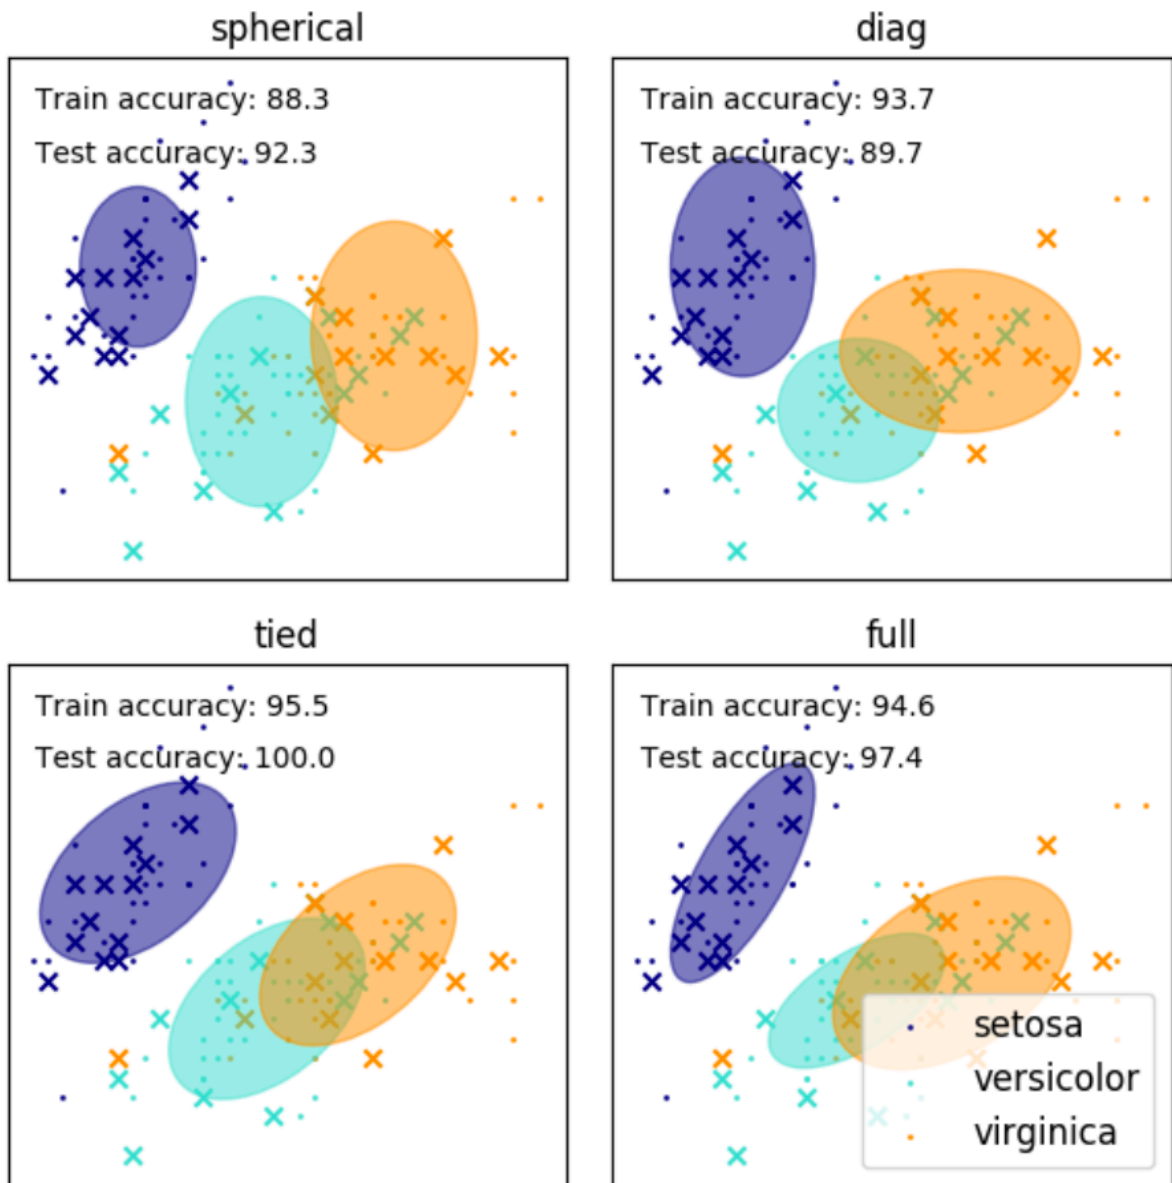 spherical
Train accuracy: 88.3
Test accuracy: 92.3
diag
Train accuracy: 93.7
Test accuracy: 89.7
tied
Train accuracy: 95.5
Test accuracy: 100.0
full
Train accuracy: 94.6
Test accuracy: 97.4
setosa
versicolor
virginica